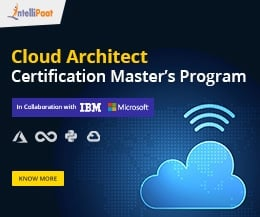 intelliPaat
Cloud Architect
Certification Master's Program
In Collaboration with IBM Microsoft
KNOW MORE